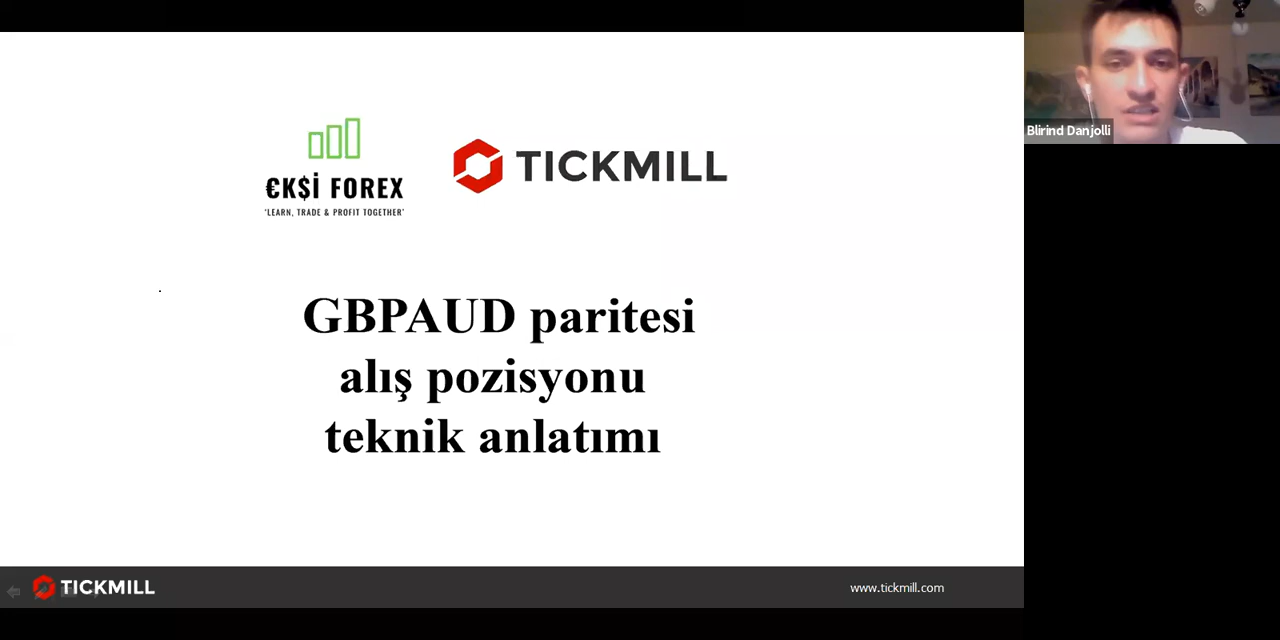 €K$İ FOREX
'LEARN, TRADE & PROFIT TOGETHER'
TICKMILL
GBPAUD paritesi
alış pozisyonu
teknik anlatımı
TICKMILL
www.tickmill.com
Blirind Danjolli